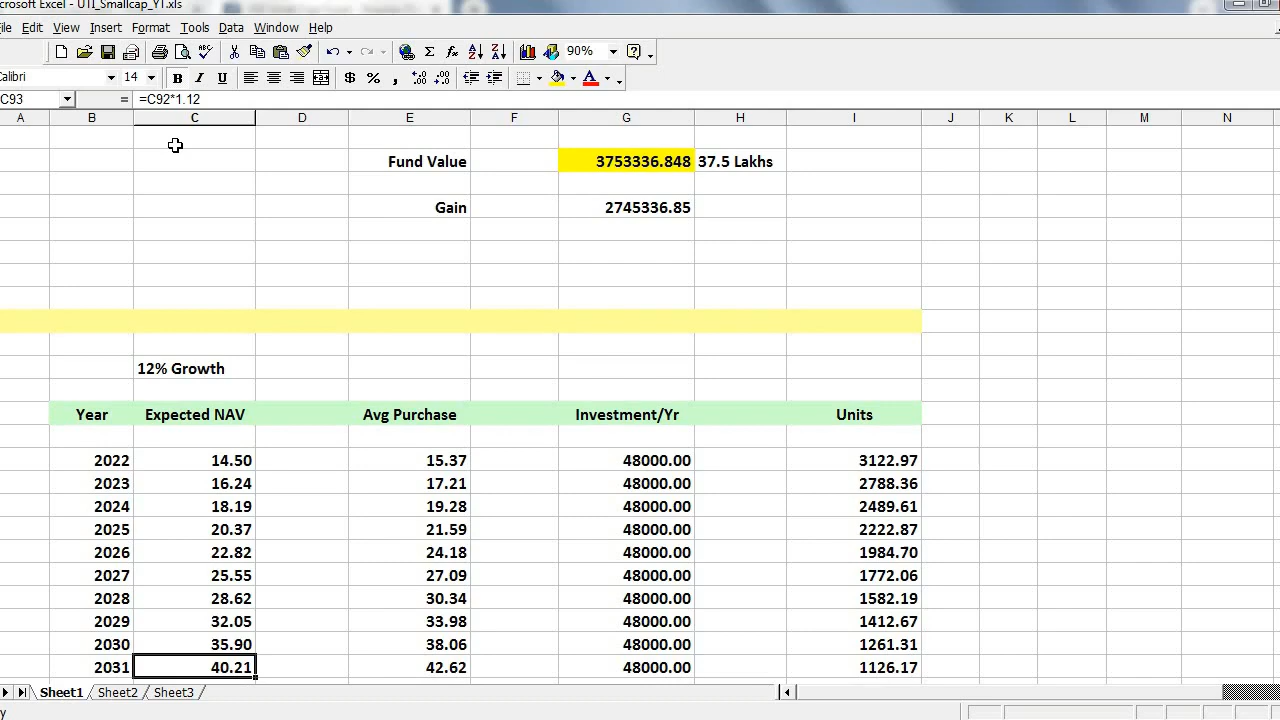 crosoft Excel - UTI_Smallcap_YT.xls
ile Edit View Insert Format Tools Data Window Help
90%
Calibri 14 B I U $ % ,
C93 = =C92*1.12
A B C D E F G H I J K L M N
Fund Value 3753336.848 37.5 Lakhs
Gain 2745336.85
12% Growth
Year Expected NAV Avg Purchase Investment/Yr Units
2022 14.50 15.37 48000.00 3122.97
2023 16.24 17.21 48000.00 2788.36
2024 18.19 19.28 48000.00 2489.61
2025 20.37 21.59 48000.00 2222.87
2026 22.82 24.18 48000.00 1984.70
2027 25.55 27.09 48000.00 1772.06
2028 28.62 30.34 48000.00 1582.19
2029 32.05 33.98 48000.00 1412.67
2030 35.90 38.06 48000.00 1261.31
2031 40.21 42.62 48000.00 1126.17
Sheet1 Sheet2 Sheet3